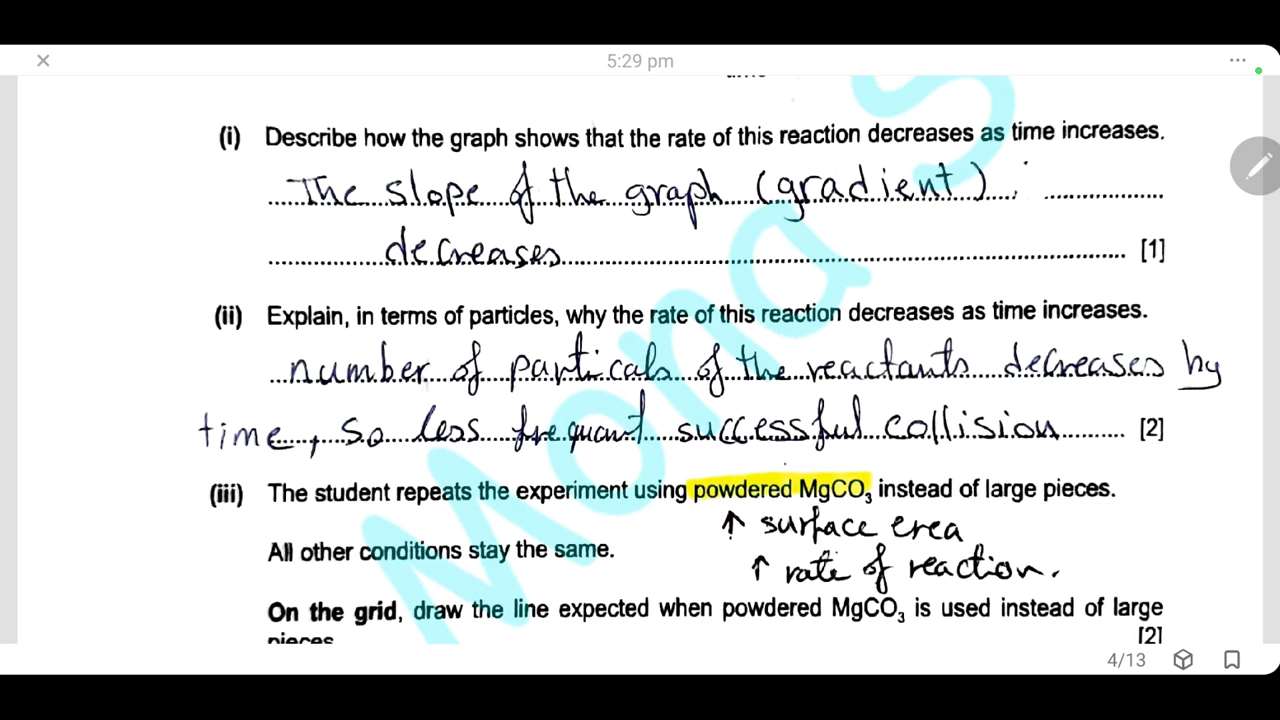 5:29 pm
(i) Describe how the graph shows that the rate of this reaction decreases as time increases.
The slope of the graph (gradient)
decreases [1]
(ii) Explain, in terms of particles, why the rate of this reaction decreases as time increases.
number of particals of the reactants decreases by
time, so less frequant successful collision [2]
(iii) The student repeats the experiment using powdered MgCO₃ instead of large pieces.
↑ surface erea
All other conditions stay the same.
↑ rate of reaction.
On the grid, draw the line expected when powdered MgCO₃ is used instead of large
pieces [2]
4/13
Mona S